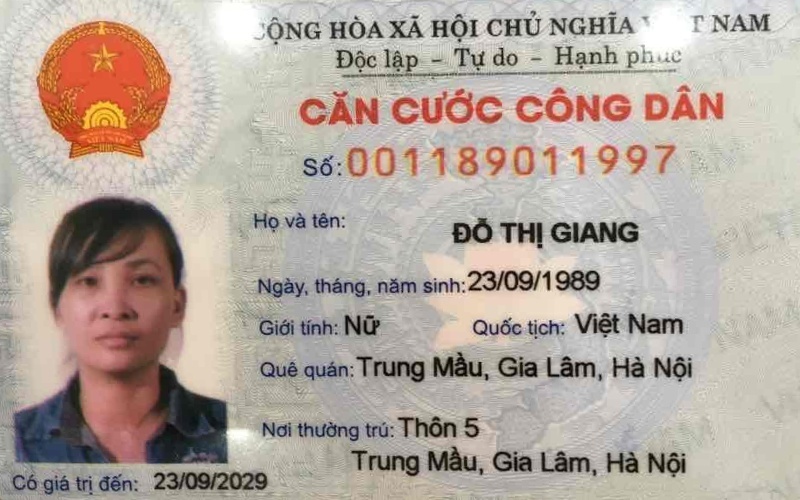 CỘNG HÒA XÃ HỘI CHỦ NGHĨA VIỆT NAM
Độc lập - Tự do - Hạnh phúc
CĂN CƯỚC CÔNG DÂN
Số: 001189011997
Họ và tên: ĐỖ THỊ GIANG
Ngày, tháng, năm sinh: 23/09/1989
Giới tính: Nữ Quốc tịch: Việt Nam
Quê quán: Trung Mầu, Gia Lâm, Hà Nội
Nơi thường trú: Thôn 5
Trung Mầu, Gia Lâm, Hà Nội
Có giá trị đến: 23/09/2029